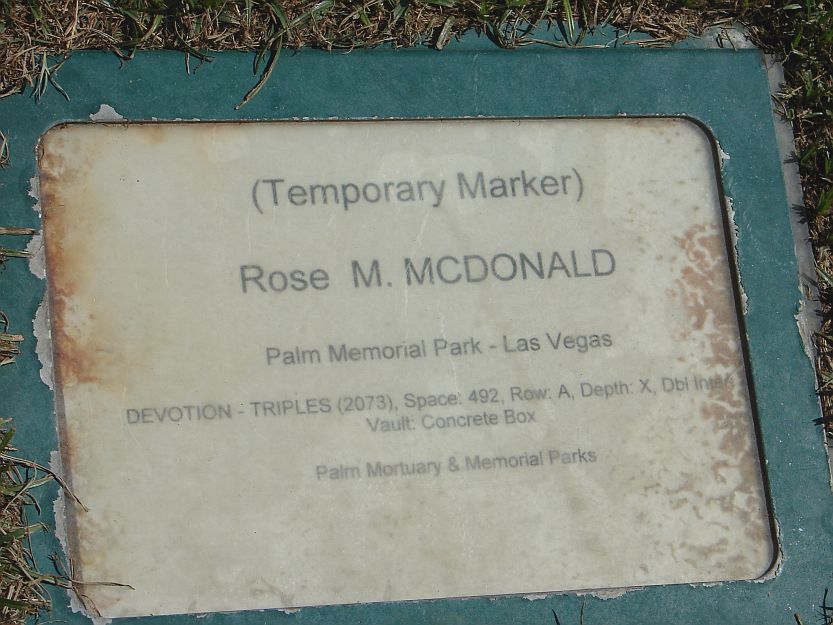 (Temporary Marker)
Rose M. MCDONALD
Palm Memorial Park - Las Vegas
DEVOTION - TRIPLES (2073), Space: 492, Row: A, Depth: X, Dbl Inter
Vault: Concrete Box
Palm Mortuary & Memorial Parks